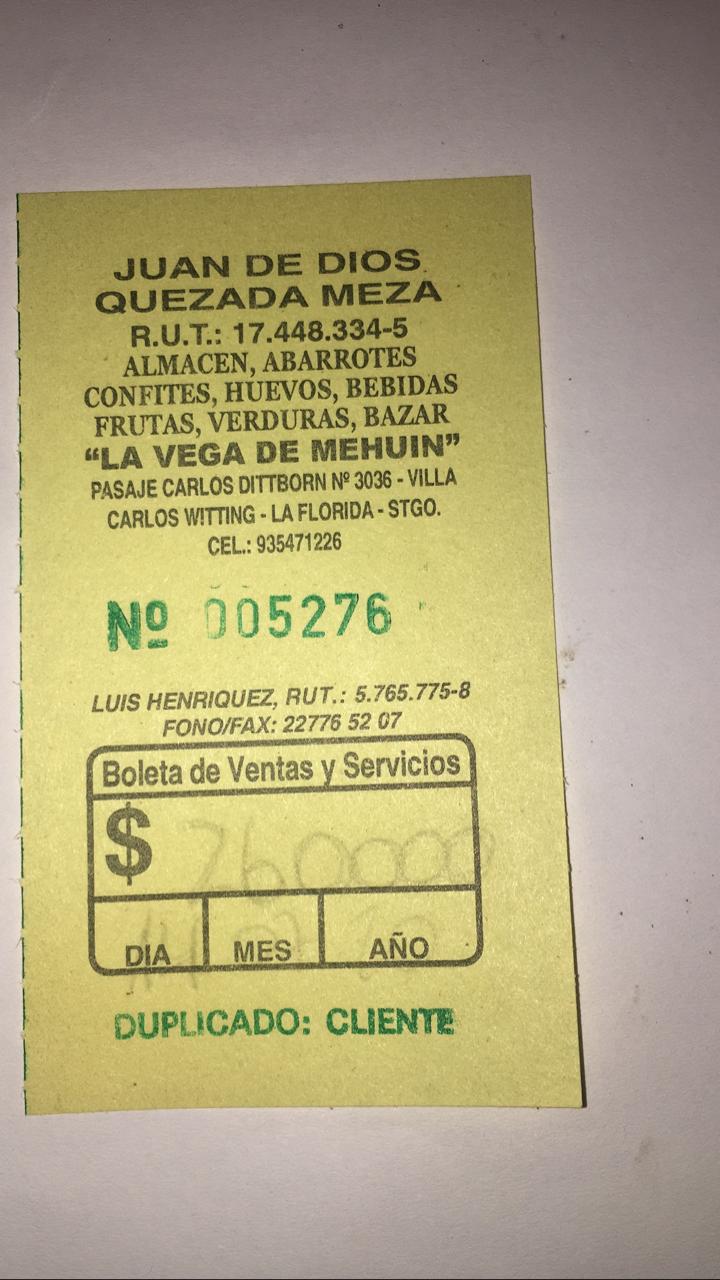 JUAN DE DIOS
QUEZADA MEZA
R.U.T.: 17.448.334-5
ALMACEN, ABARROTES
CONFITES, HUEVOS, BEBIDAS
FRUTAS, VERDURAS, BAZAR
“LA VEGA DE MEHUIN”
PASAJE CARLOS DITTBORN Nº 3036 - VILLA
CARLOS WITTING - LA FLORIDA - STGO.
CEL.: 935471226
Nº 005276
LUIS HENRIQUEZ, RUT.: 5.765.775-8
FONO/FAX: 22776 52 07
Boleta de Ventas y Servicios
$
DIA MES AÑO
DUPLICADO: CLIENTE